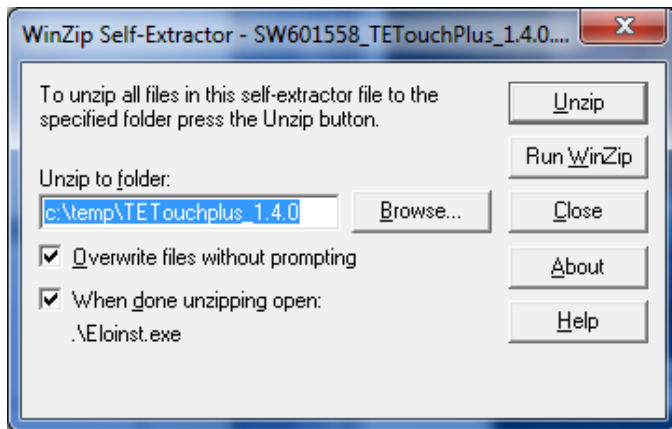 WinZip Self-Extractor - SW601558_TETouchPlus_1.4.0....
To unzip all files in this self-extractor file to the
specified folder press the Unzip button.
Unzip to folder:
c:\temp\TETouchplus_1.4.0
Browse...
Overwrite files without prompting
When done unzipping open:
.\Eloinst.exe
Unzip
Run WinZip
Close
About
Help